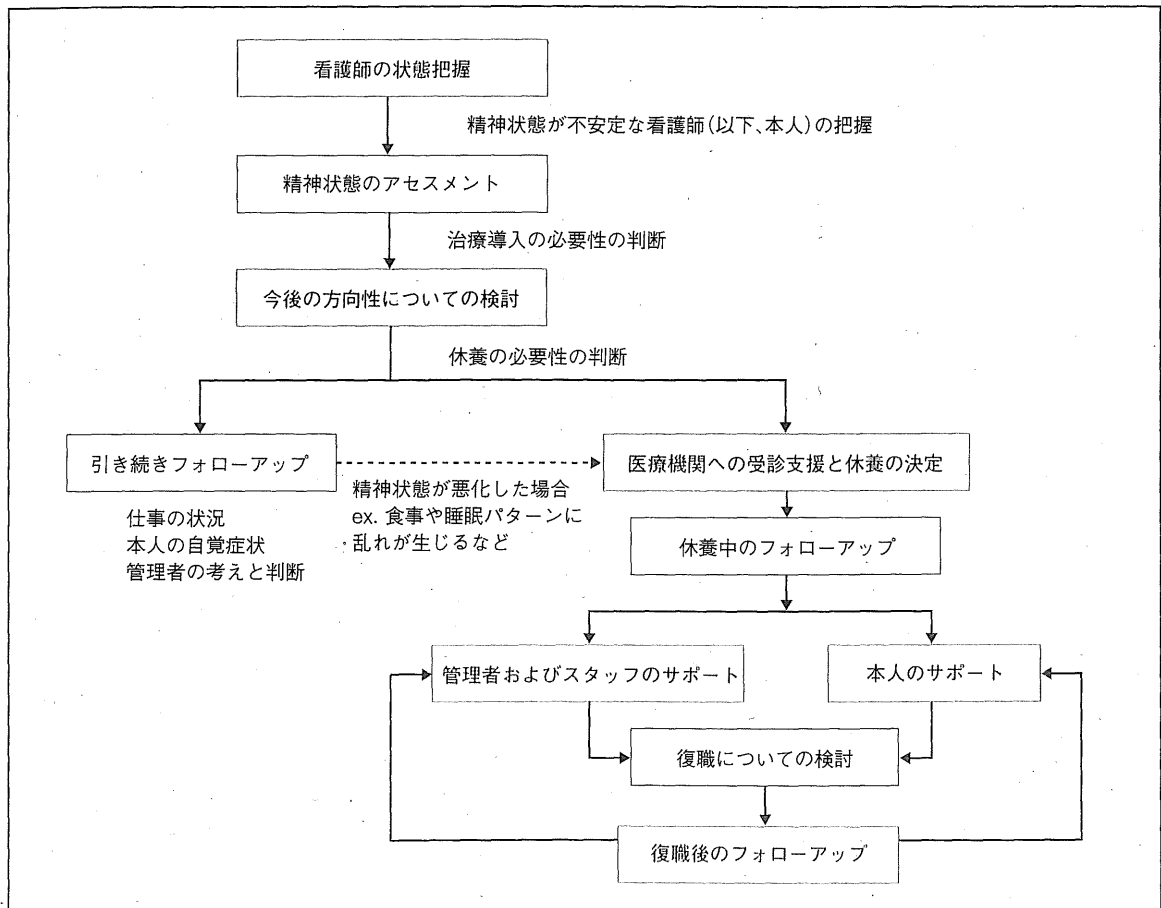 看護師の状態把握
精神状態が不安定な看護師(以下、本人)の把握
精神状態のアセスメント
治療導入の必要性の判断
今後の方向性についての検討
休養の必要性の判断
引き続きフォローアップ
医療機関への受診支援と休養の決定
仕事の状況
本人の自覚症状
管理者の考えと判断
精神状態が悪化した場合
ex. 食事や睡眠パターンに
乱れが生じるなど
休養中のフォローアップ
管理者およびスタッフのサポート
本人のサポート
復職についての検討
復職後のフォローアップ